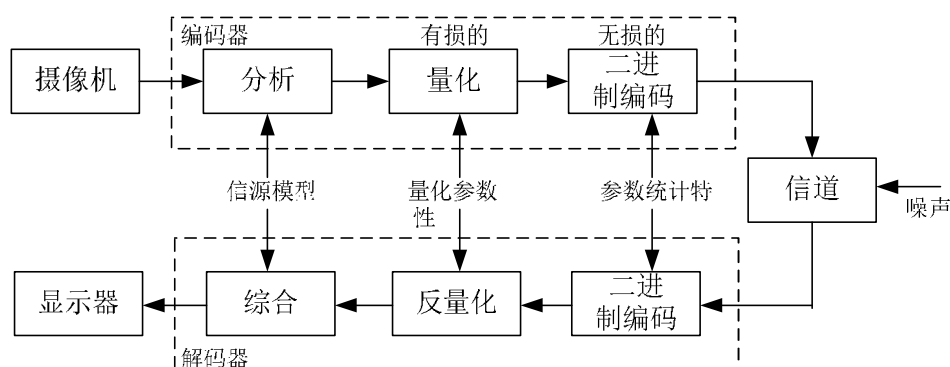 编码器
有损的
无损的
摄像机
分析
量化
二进
制编码
信源模型
量化参数
性
参数统计特
信道
噪声
显示器
综合
反量化
二进
制编码
解码器